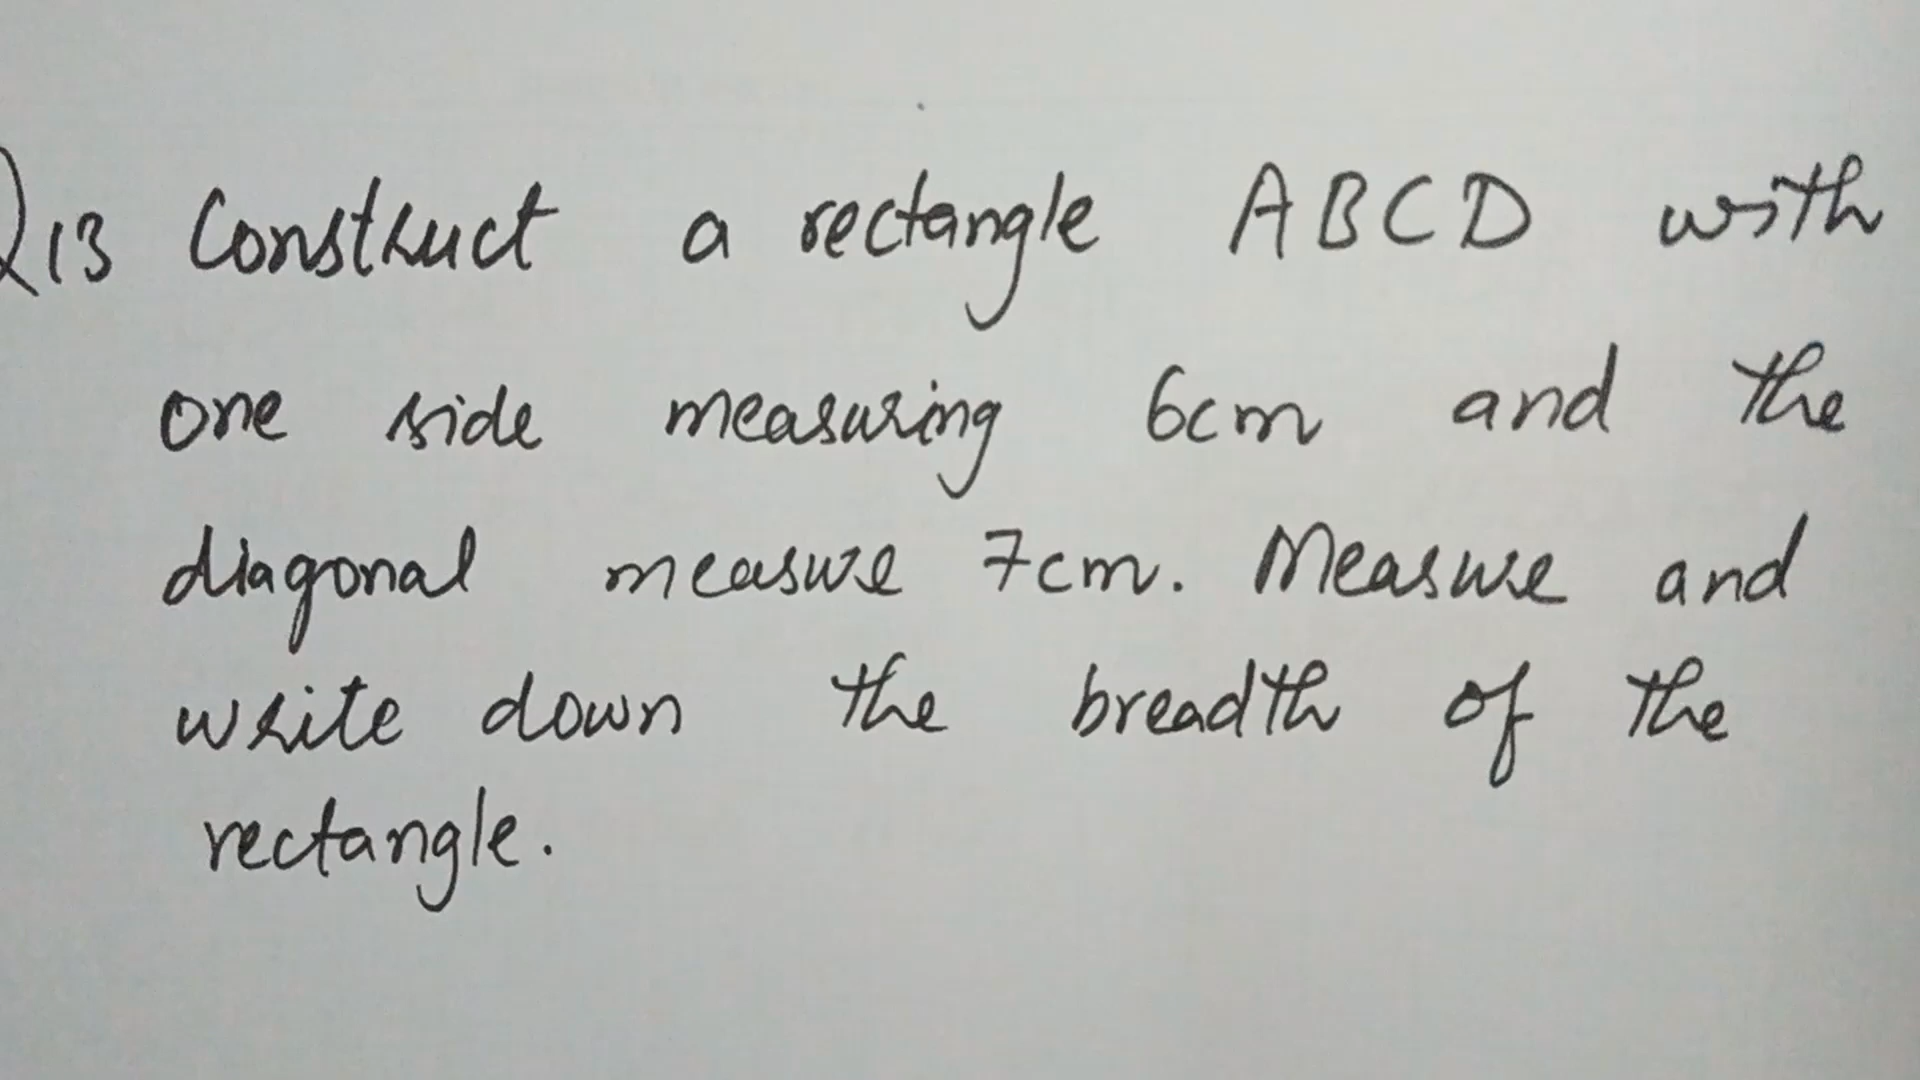 Q13 Construct a rectangle ABCD with
one side measuring 6cm and the
diagonal measure 7cm. Measure and
write down the breadth of the
rectangle.